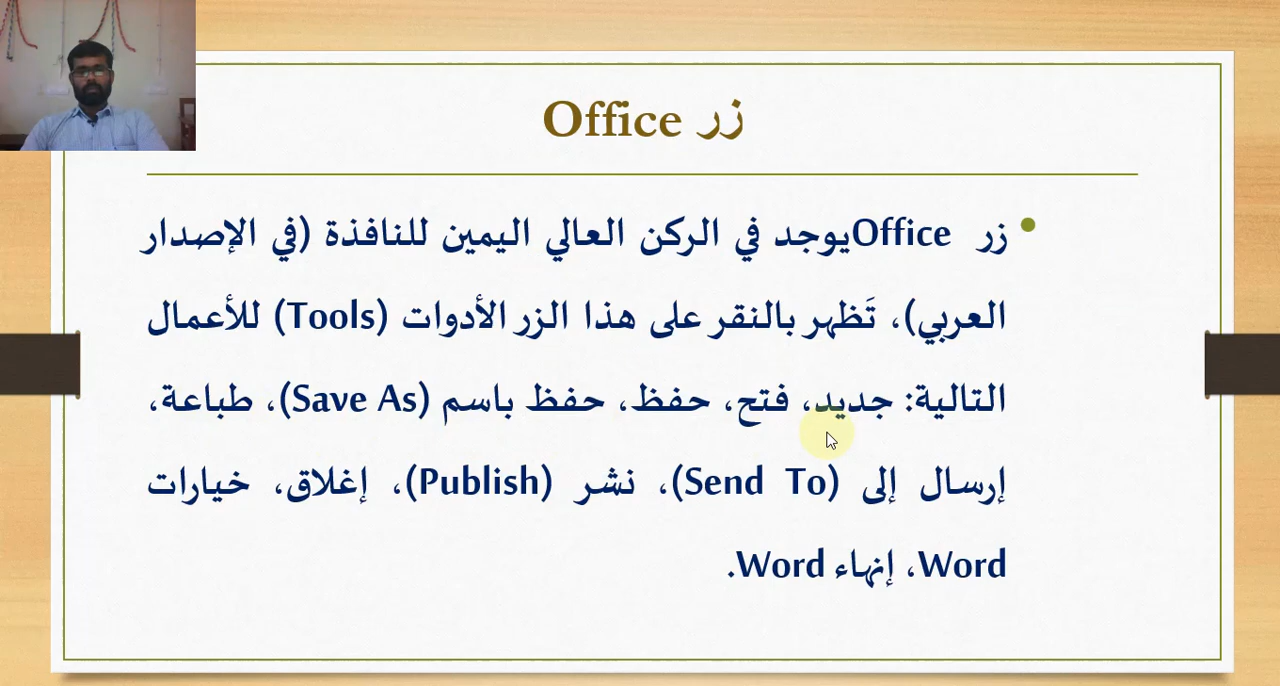 زر Office
• زر Officeيوجد في الركن العالي اليمين للنافذة (في الإصدار
العربي)، تَظهر بالنقر على هذا الزر الأدوات (Tools) للأعمال
التالية: جديد، فتح، حفظ، حفظ باسم (Save As)، طباعة،
إرسال إلى (Send To)، نشر (Publish)، إغلاق، خيارات
Word، إنهاء Word.